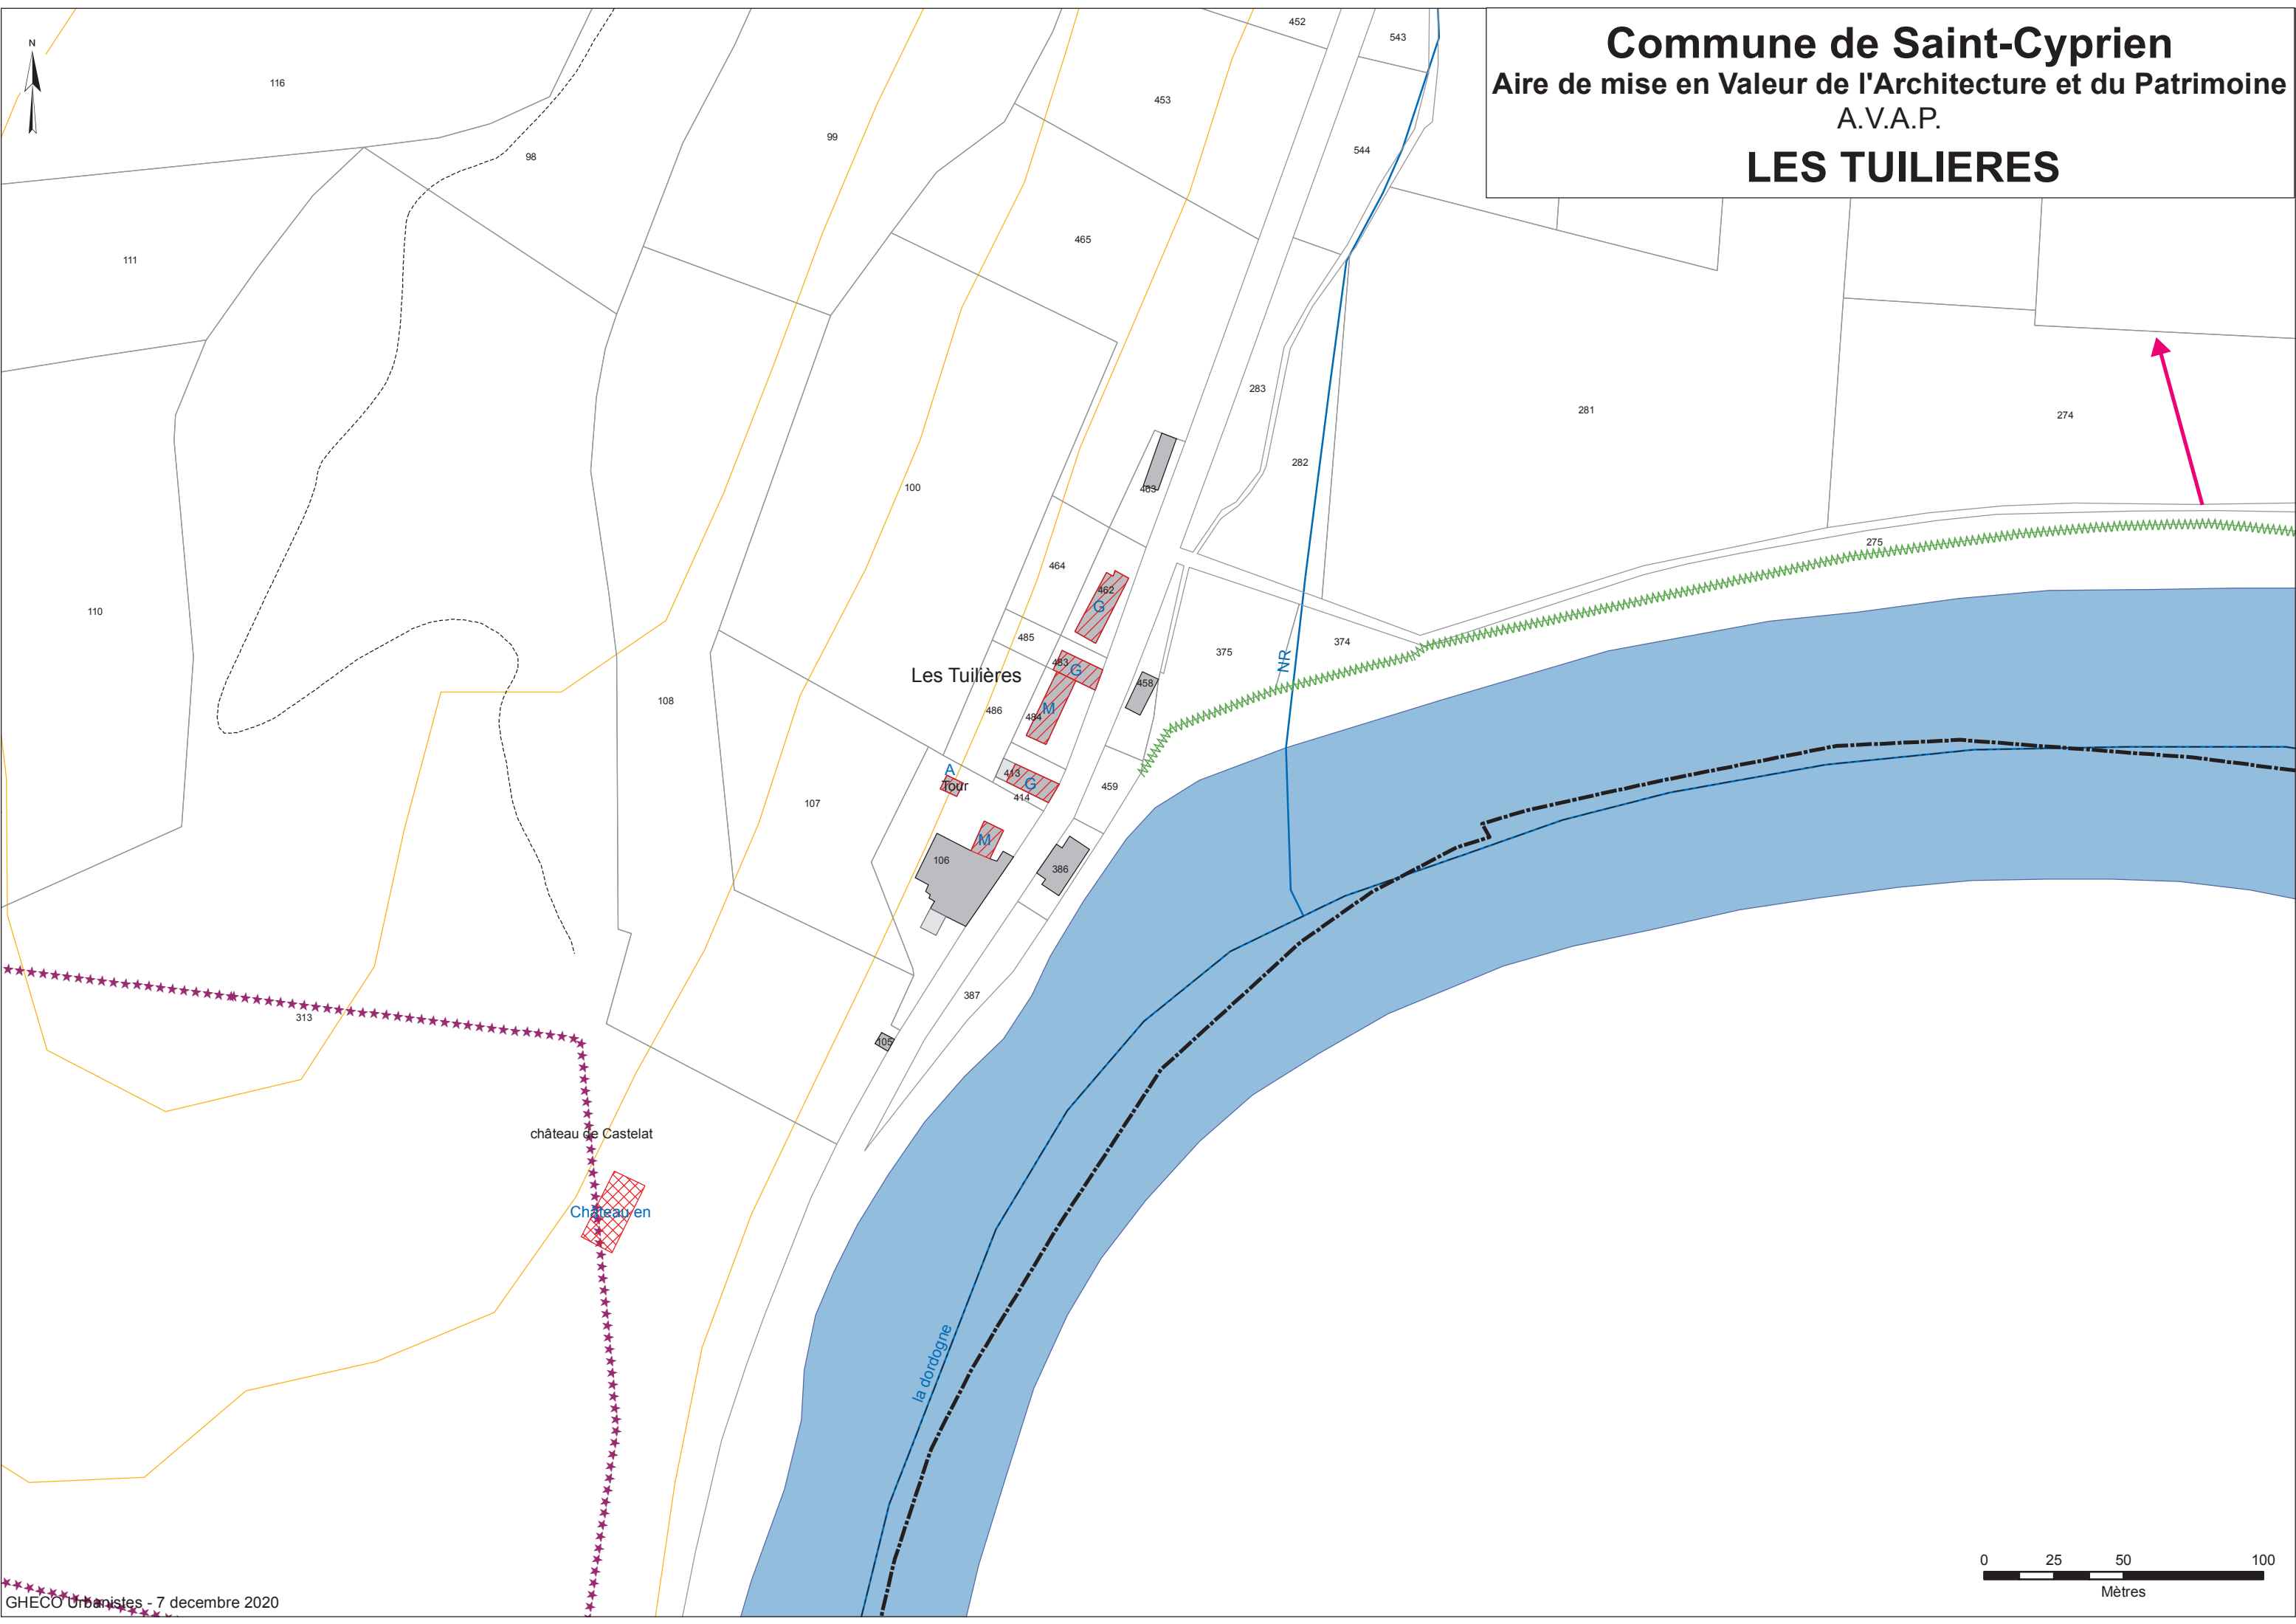 Commune de Saint-Cyprien
Aire de mise en Valeur de l'Architecture et du Patrimoine
A.V.A.P.
LES TUILIERES
N
452
543
116
453
99
544
98
465
111
283
281
274
282
100
463
275
464
462
G
110
485
374
375
483
G
Les Tuilières
NR
458
108
486
484
M
A
413
Tour
G
459
414
107
M
106
386
387
313
105
château de Castelat
Château en
la dordogne
0 25 50 100
Mètres
GHECO Urbanistes - 7 decembre 2020